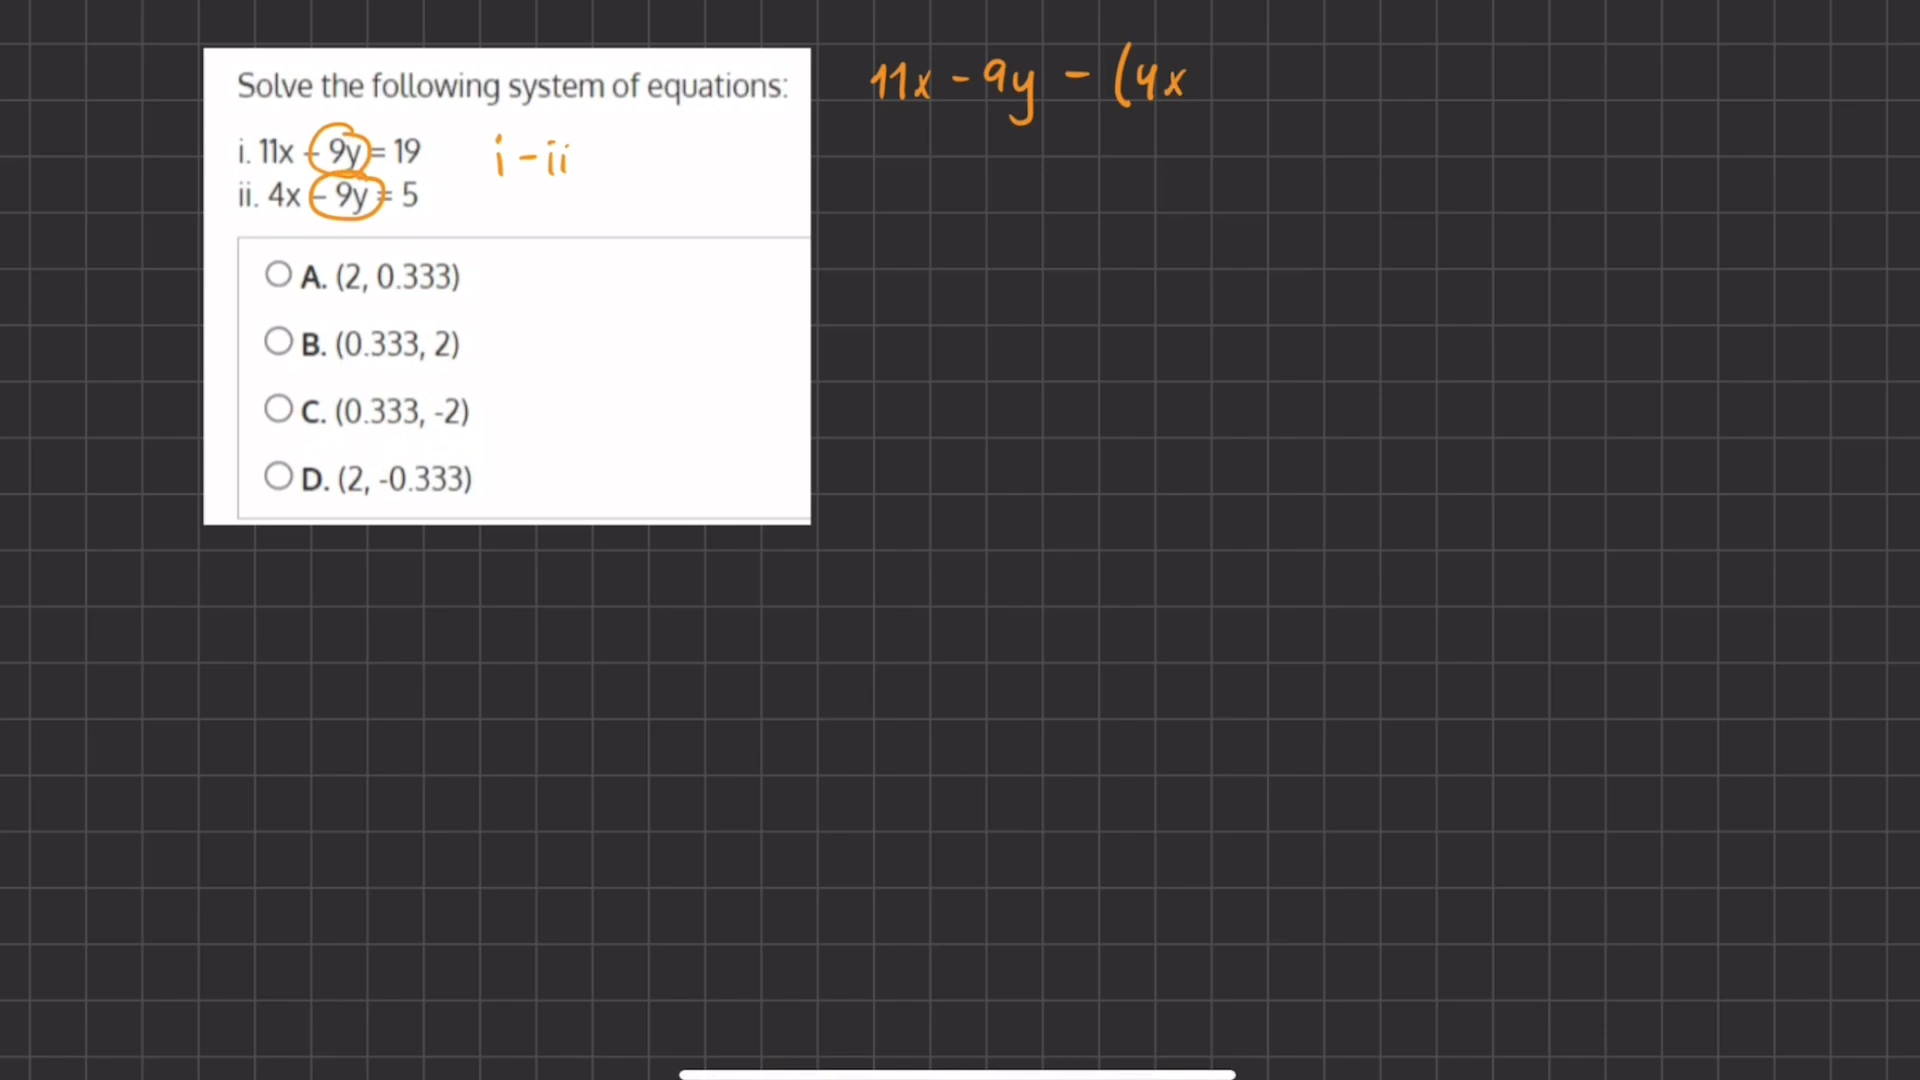 Solve the following system of equations:
i. 11x - 9y = 19
ii. 4x - 9y = 5
i - ii
A. (2, 0.333)
B. (0.333, 2)
C. (0.333, -2)
D. (2, -0.333)
11x - 9y - (4x